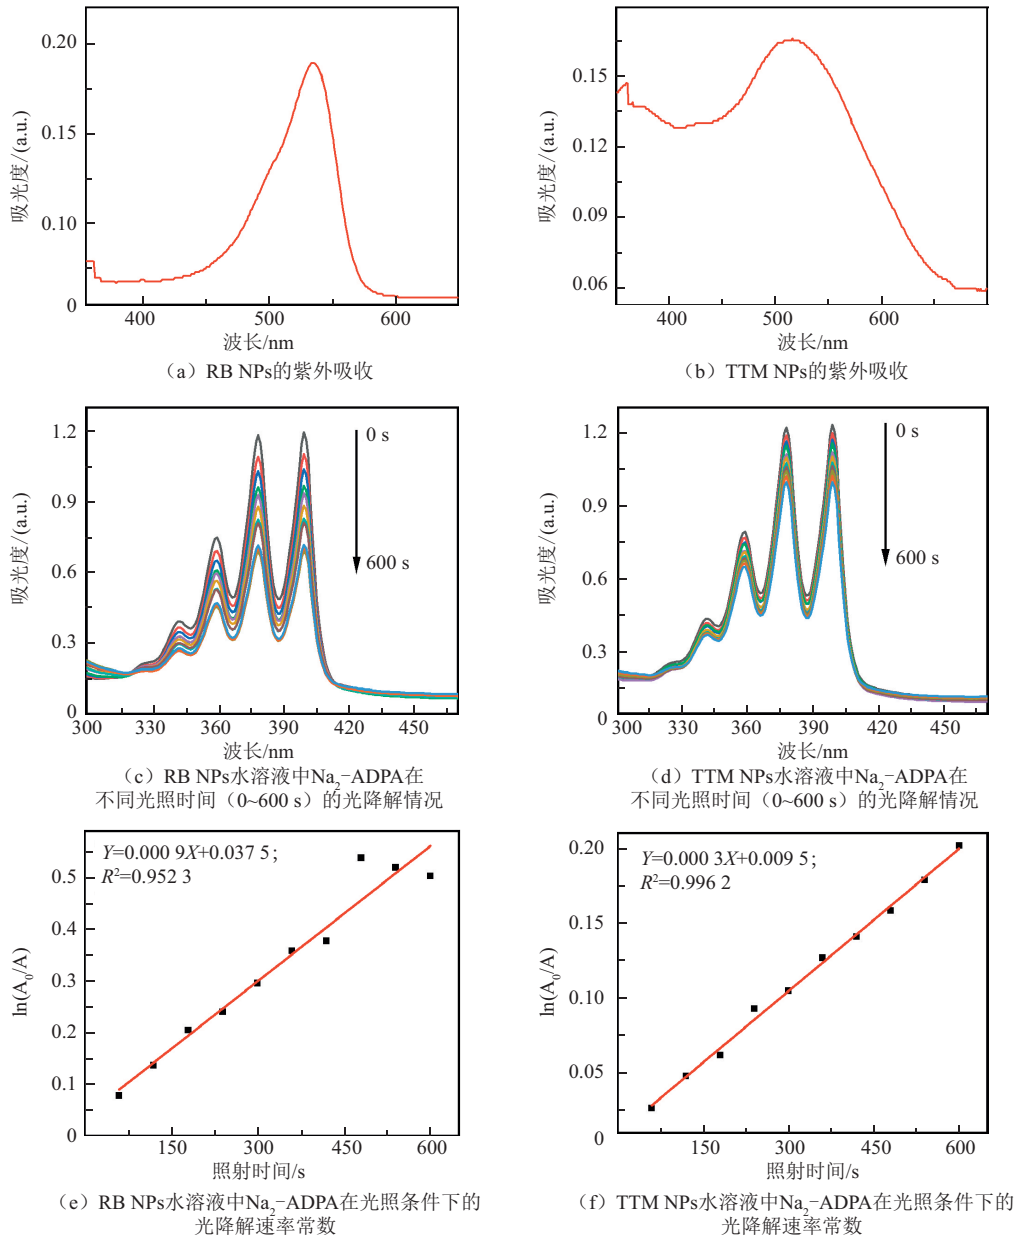 0.20
0.15
0.10
0
吸光度/(a.u.)
400
500
600
波长/nm
（a）RB NPs的紫外吸收
0.15
0.12
0.09
0.06
吸光度/(a.u.)
400
500
600
波长/nm
（b）TTM NPs的紫外吸收
1.2
0.9
0.6
0.3
0
吸光度/(a.u.)
0 s
600 s
300
330
360
390
420
450
波长/nm
（c）RB NPs水溶液中Na₂−ADPA在
不同光照时间（0~600 s）的光降解情况
1.2
0.9
0.6
0.3
0
吸光度/(a.u.)
0 s
600 s
300
330
360
390
420
450
波长/nm
（d）TTM NPs水溶液中Na₂−ADPA在
不同光照时间（0~600 s）的光降解情况
Y=0.000 9X+0.037 5；
R²=0.952 3
0.5
0.4
0.3
0.2
0.1
0
ln(A₀/A)
150
300
450
600
照射时间/s
（e）RB NPs水溶液中Na₂−ADPA在光照条件下的
光降解速率常数
Y=0.000 3X+0.009 5；
R²=0.996 2
0.20
0.15
0.10
0.05
0
ln(A₀/A)
150
300
450
600
照射时间/s
（f）TTM NPs水溶液中Na₂−ADPA在光照条件下的
光降解速率常数